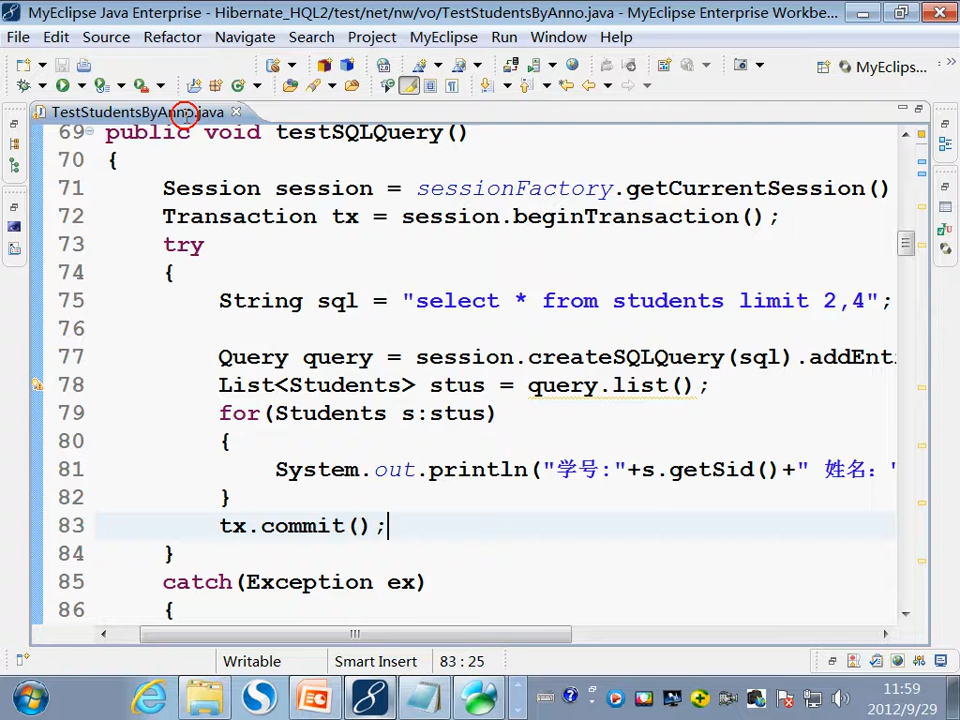 MyEclipse Java Enterprise - Hibernate_HQL2/test/net/nw/vo/TestStudentsByAnno.java - MyEclipse Enterprise Workbe...
File Edit Source Refactor Navigate Search Project MyEclipse Run Window Help
MyEclips...
TestStudentsByAnno.java
69 public void testSQLQuery()
70 {
71 Session session = sessionFactory.getCurrentSession()
72 Transaction tx = session.beginTransaction();
73 try
74 {
75 String sql = "select * from students limit 2,4";
76
77 Query query = session.createSQLQuery(sql).addEnti
78 List<Students> stus = query.list();
79 for(Students s:stus)
80 {
81 System.out.println("学号:"+s.getSid()+" 姓名："
82 }
83 tx.commit();
84 }
85 catch(Exception ex)
86 {
Writable Smart Insert 83 : 25
11:59
2012/9/29